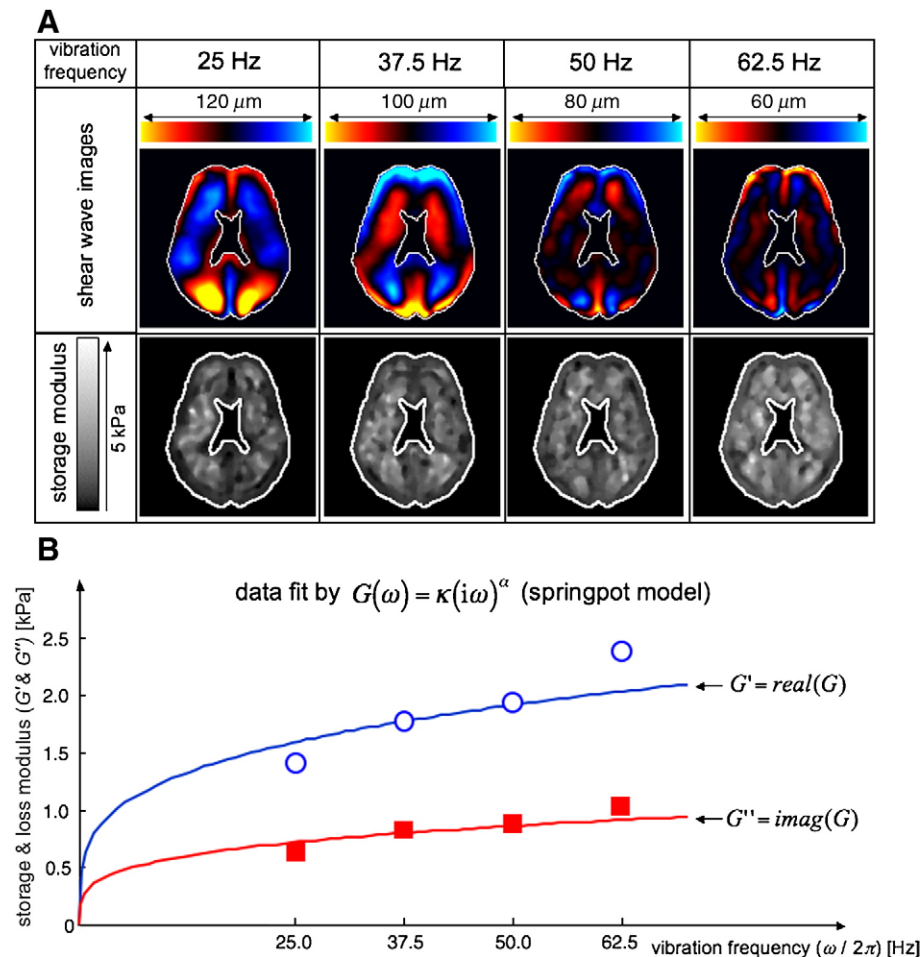 A
vibration
frequency
25 Hz
37.5 Hz
50 Hz
62.5 Hz
shear wave images
120 μm
100 μm
80 μm
60 μm
storage modulus
5 kPa
B
data fit by G(ω) = κ(iω)^α (springpot model)
storage & loss modulus (G' & G'') [kPa]
2.5
2.0
1.5
1.0
0.5
0
G' = real(G)
G'' = imag(G)
25.0
37.5
50.0
62.5
vibration frequency (ω / 2π) [Hz]